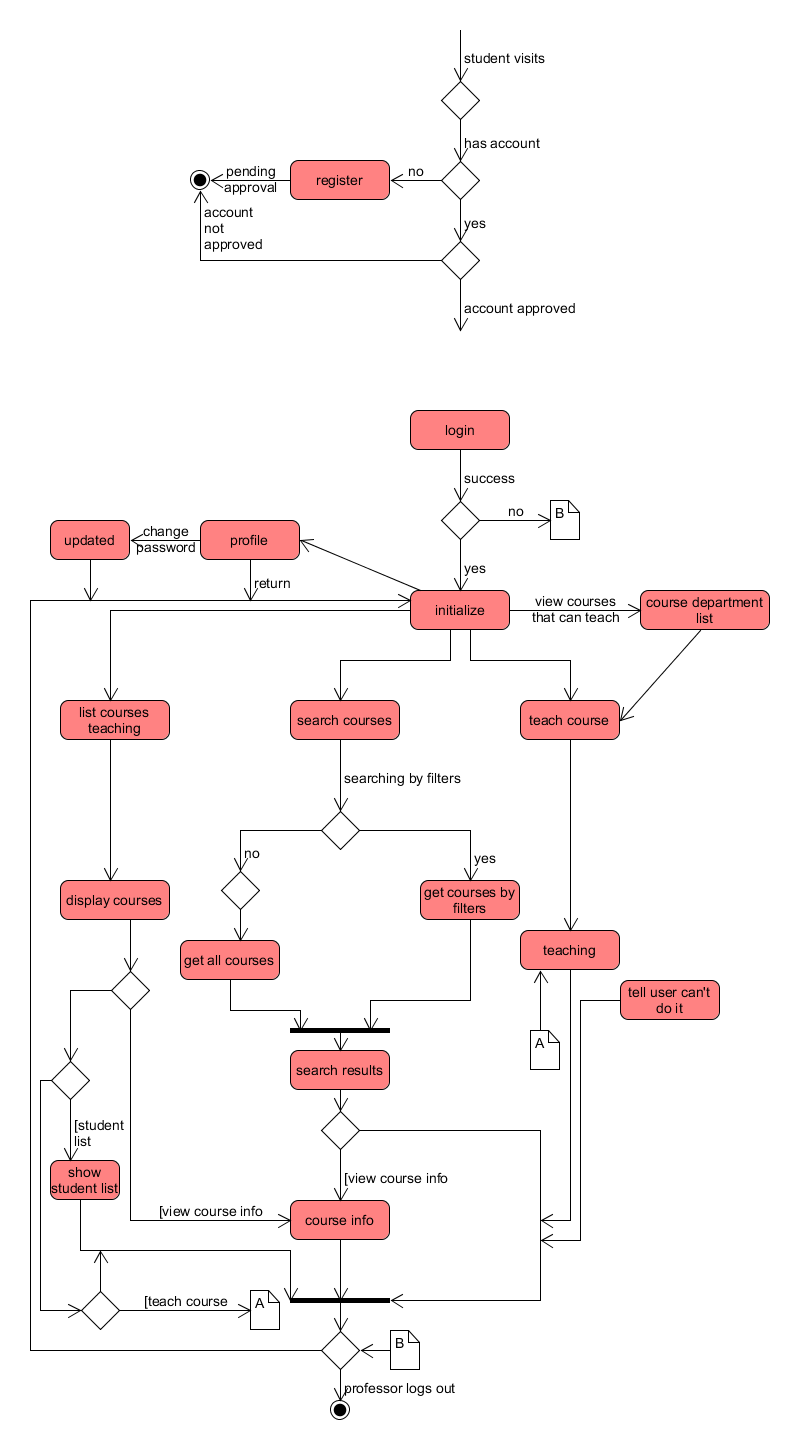 student visits
has account
no
register
pending
approval
account
not
approved
yes
account approved
login
success
no
B
yes
updated
change
password
profile
return
initialize
view courses
that can teach
course department
list
list courses
teaching
search courses
teach course
searching by filters
no
yes
display courses
get courses by
filters
get all courses
teaching
tell user can't
do it
A
search results
[student
list
show
student list
[view course info
[view course info
course info
[teach course
A
B
professor logs out